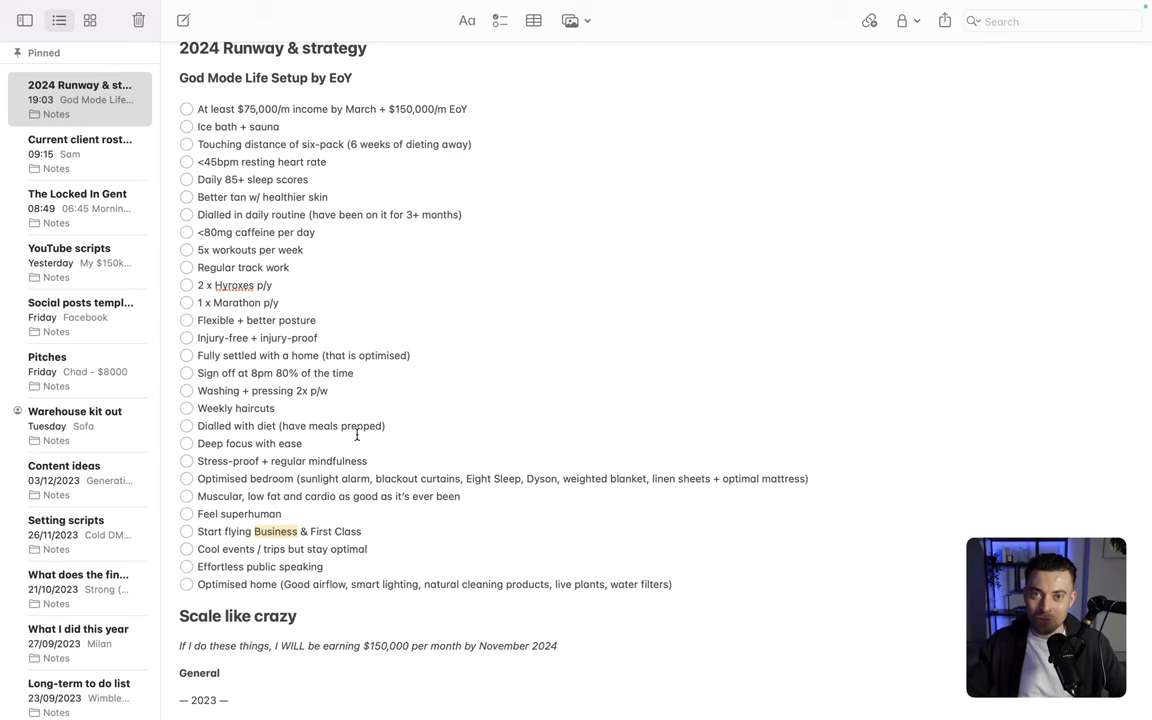 Search
Pinned
2024 Runway & st...
19:03 God Mode Life...
Notes
Current client rost...
09:15 Sam
Notes
The Locked In Gent
08:49 06:45 Mornin...
Notes
YouTube scripts
Yesterday My $150k...
Notes
Social posts templ...
Friday Facebook
Notes
Pitches
Friday Chad - $8000
Notes
Warehouse kit out
Tuesday Sofa
Notes
Content ideas
03/12/2023 Generati...
Notes
Setting scripts
26/11/2023 Cold DM...
Notes
What does the fin...
21/10/2023 Strong (...
Notes
What I did this year
27/09/2023 Milan
Notes
Long-term to do list
23/09/2023 Wimble...
Notes
Aa
2024 Runway & strategy
God Mode Life Setup by EoY
At least $75,000/m income by March + $150,000/m EoY
Ice bath + sauna
Touching distance of six-pack (6 weeks of dieting away)
<45bpm resting heart rate
Daily 85+ sleep scores
Better tan w/ healthier skin
Dialled in daily routine (have been on it for 3+ months)
<80mg caffeine per day
5x workouts per week
Regular track work
2 x Hyroxes p/y
1 x Marathon p/y
Flexible + better posture
Injury-free + injury-proof
Fully settled with a home (that is optimised)
Sign off at 8pm 80% of the time
Washing + pressing 2x p/w
Weekly haircuts
Dialled with diet (have meals prepped)
Deep focus with ease
Stress-proof + regular mindfulness
Optimised bedroom (sunlight alarm, blackout curtains, Eight Sleep, Dyson, weighted blanket, linen sheets + optimal mattress)
Muscular, low fat and cardio as good as it's ever been
Feel superhuman
Start flying Business & First Class
Cool events / trips but stay optimal
Effortless public speaking
Optimised home (Good airflow, smart lighting, natural cleaning products, live plants, water filters)
Scale like crazy
If I do these things, I WILL be earning $150,000 per month by November 2024
General
— 2023 —